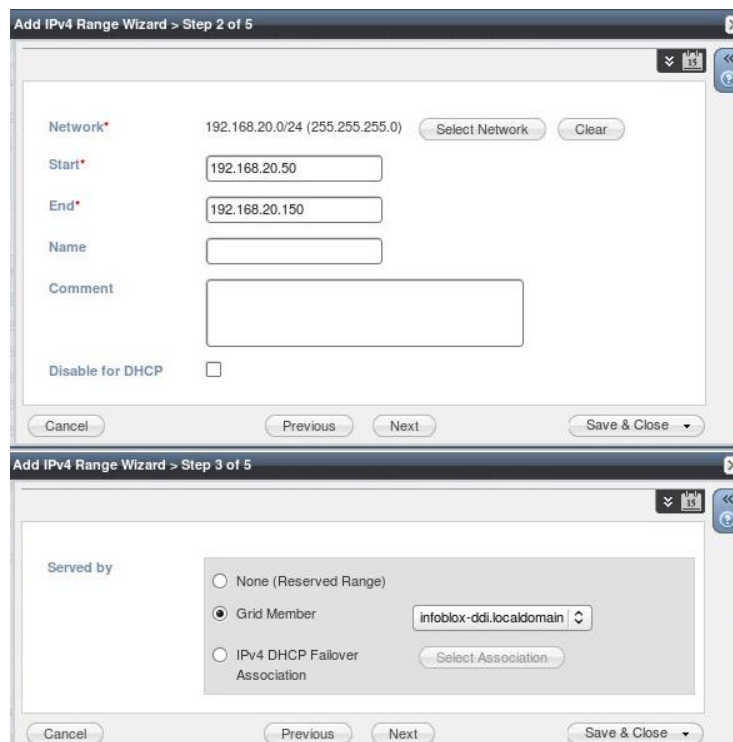 Add IPv4 Range Wizard > Step 2 of 5
15
Network* 192.168.20.0/24 (255.255.255.0) Select Network Clear
Start* 192.168.20.50
End* 192.168.20.150
Name
Comment
Disable for DHCP
Cancel Previous Next Save & Close
Add IPv4 Range Wizard > Step 3 of 5
15
Served by
None (Reserved Range)
Grid Member infoblox-ddi.localdomain
IPv4 DHCP Failover Select Association
Association
Cancel Previous Next Save & Close